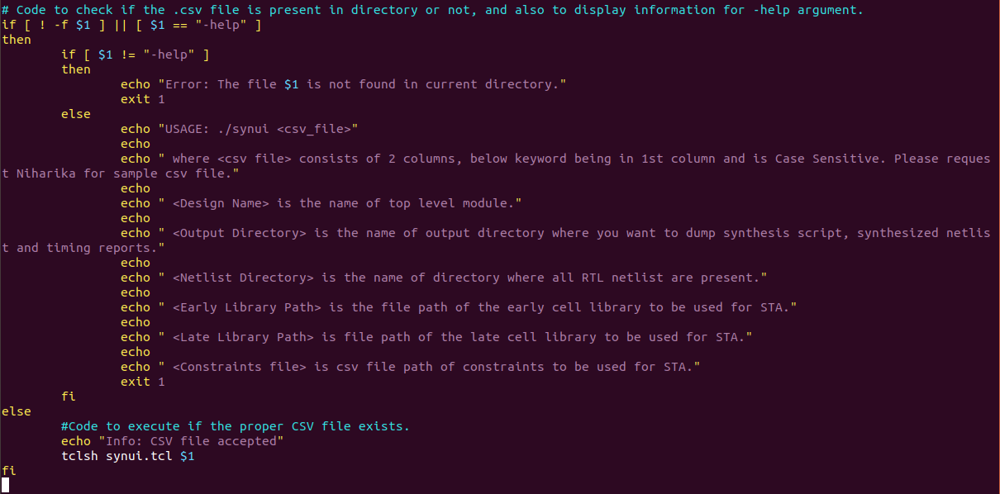 # Code to check if the .csv file is present in directory or not, and also to display information for -help argument.
if [ ! -f $1 ] || [ $1 == "-help" ]
then
        if [ $1 != "-help" ]
        then
                echo "Error: The file $1 is not found in current directory."
                exit 1
        else
                echo "USAGE: ./synui <csv_file>"
                echo
                echo " where <csv file> consists of 2 columns, below keyword being in 1st column and is Case Sensitive. Please reques
t Niharika for sample csv file."
                echo
                echo " <Design Name> is the name of top level module."
                echo
                echo " <Output Directory> is the name of output directory where you want to dump synthesis script, synthesized netlis
t and timing reports."
                echo
                echo " <Netlist Directory> is the name of directory where all RTL netlist are present."
                echo
                echo " <Early Library Path> is the file path of the early cell library to be used for STA."
                echo
                echo " <Late Library Path> is file path of the late cell library to be used for STA."
                echo
                echo " <Constraints file> is csv file path of constraints to be used for STA."
                exit 1
        fi
else
        #Code to execute if the proper CSV file exists.
        echo "Info: CSV file accepted"
        tclsh synui.tcl $1
fi